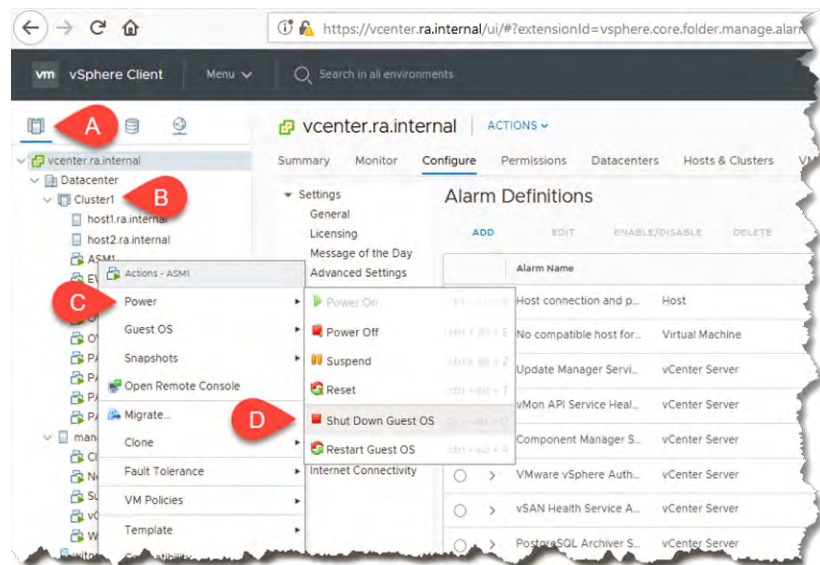 https://vcenter.ra.internal/ui/#?extensionId=vsphere.core.folder.manage.alarm
vm vSphere Client Menu Search in all environments
A
vcenter.ra.internal ACTIONS
Summary Monitor Configure Permissions Datacenters Hosts & Clusters VM
vcenter.ra.internal
Datacenter
Cluster1
B
host1.ra.internal
host2.ra.internal
ASM1
Settings
General
Licensing
Message of the Day
Advanced Settings
Alarm Definitions
ADD EDIT ENABLE/DISABLE DELETE
Alarm Name
Actions - ASM1
C
Power
Guest OS
Snapshots
Open Remote Console
Migrate...
Clone
Fault Tolerance
VM Policies
Template
Power On
Power Off
Suspend
Reset
D
Shut Down Guest OS
Restart Guest OS
Internet Connectivity
Host connection and p... Host
No compatible host for... Virtual Machine
Update Manager Servi... vCenter Server
vMon API Service Heal... vCenter Server
Component Manager S... vCenter Server
VMware vSphere Auth... vCenter Server
vSAN Health Service A... vCenter Server
PostgreSQL Archiver S... vCenter Server